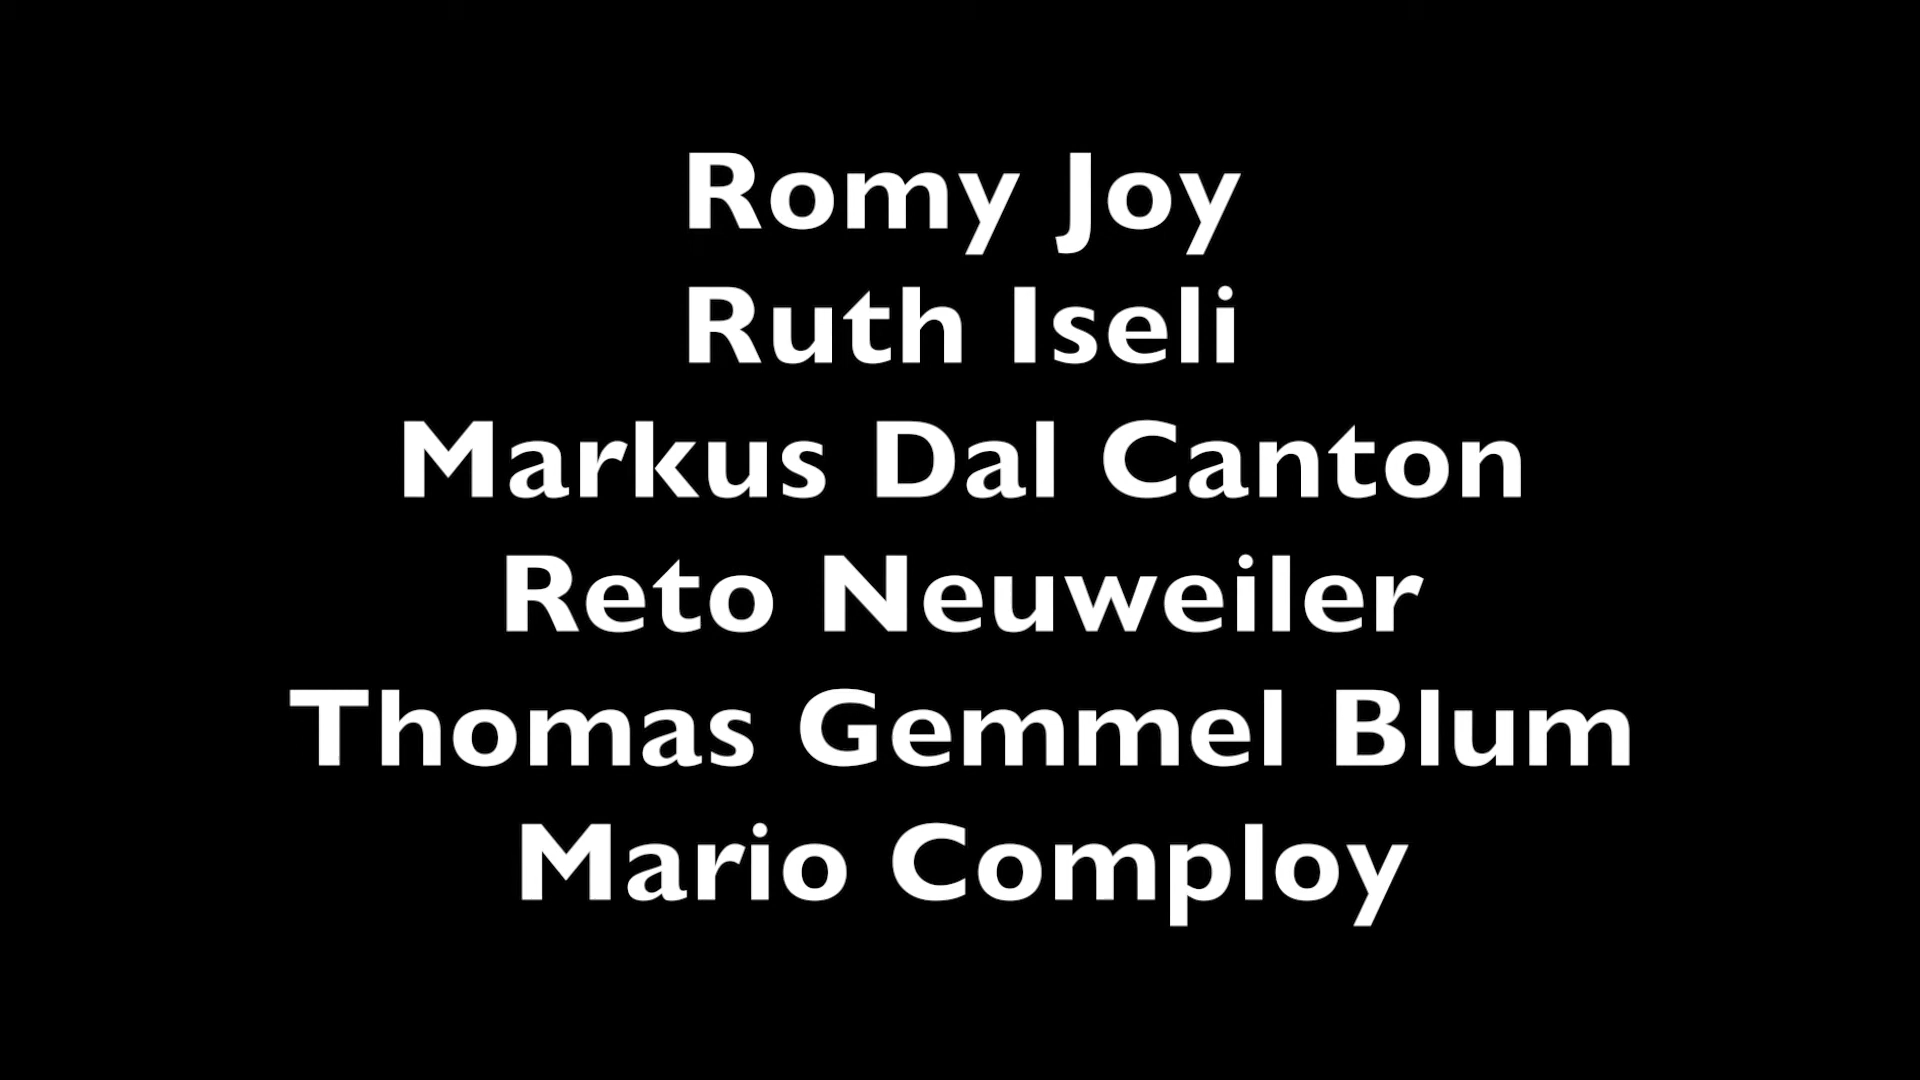 Romy Joy
Ruth Iseli
Markus Dal Canton
Reto Neuweiler
Thomas Gemmel Blum
Mario Comploy